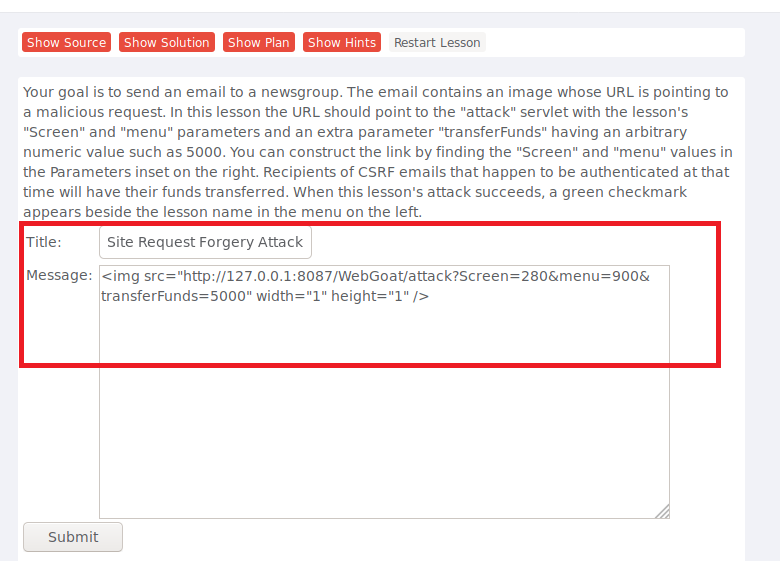 Show Source Show Solution Show Plan Show Hints Restart Lesson
Your goal is to send an email to a newsgroup. The email contains an image whose URL is pointing to
a malicious request. In this lesson the URL should point to the "attack" servlet with the lesson's
"Screen" and "menu" parameters and an extra parameter "transferFunds" having an arbitrary
numeric value such as 5000. You can construct the link by finding the "Screen" and "menu" values in
the Parameters inset on the right. Recipients of CSRF emails that happen to be authenticated at that
time will have their funds transferred. When this lesson's attack succeeds, a green checkmark
appears beside the lesson name in the menu on the left.
Title: Site Request Forgery Attack
Message: <img src="http://127.0.0.1:8087/WebGoat/attack?Screen=280&menu=900&
transferFunds=5000" width="1" height="1" />
Submit